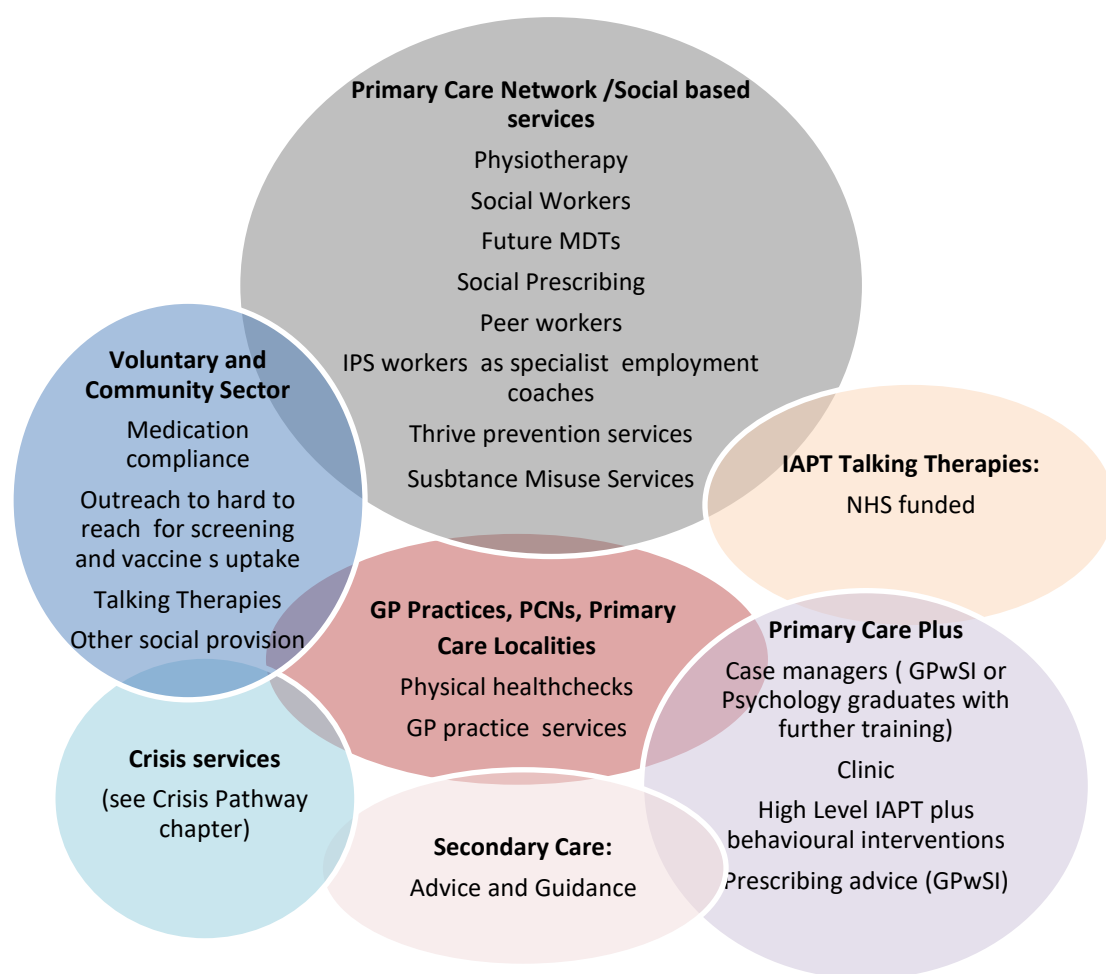 Primary Care Network /Social based
services
Physiotherapy
Social Workers
Future MDTs
Social Prescribing
Peer workers
IPS workers as specialist employment
coaches
Thrive prevention services
Susbtance Misuse Services
Voluntary and
Community Sector
Medication
compliance
Outreach to hard to
reach for screening
and vaccine s uptake
Talking Therapies
Other social provision
IAPT Talking Therapies:
NHS funded
GP Practices, PCNs, Primary
Care Localities
Physical healthchecks
GP practice services
Primary Care Plus
Case managers ( GPwSI or
Psychology graduates with
further training)
Clinic
High Level IAPT plus
behavioural interventions
Prescribing advice (GPwSI)
Crisis services
(see Crisis Pathway
chapter)
Secondary Care:
Advice and Guidance